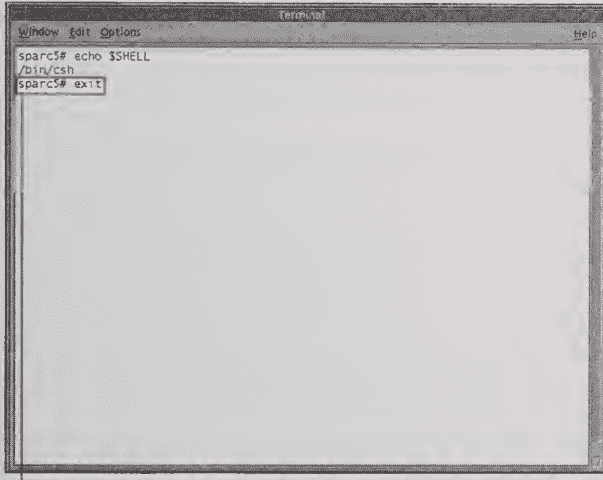 Terminal
Window Edit Options Help
sparc5# echo $SHELL
/bin/csh
sparc5# exit